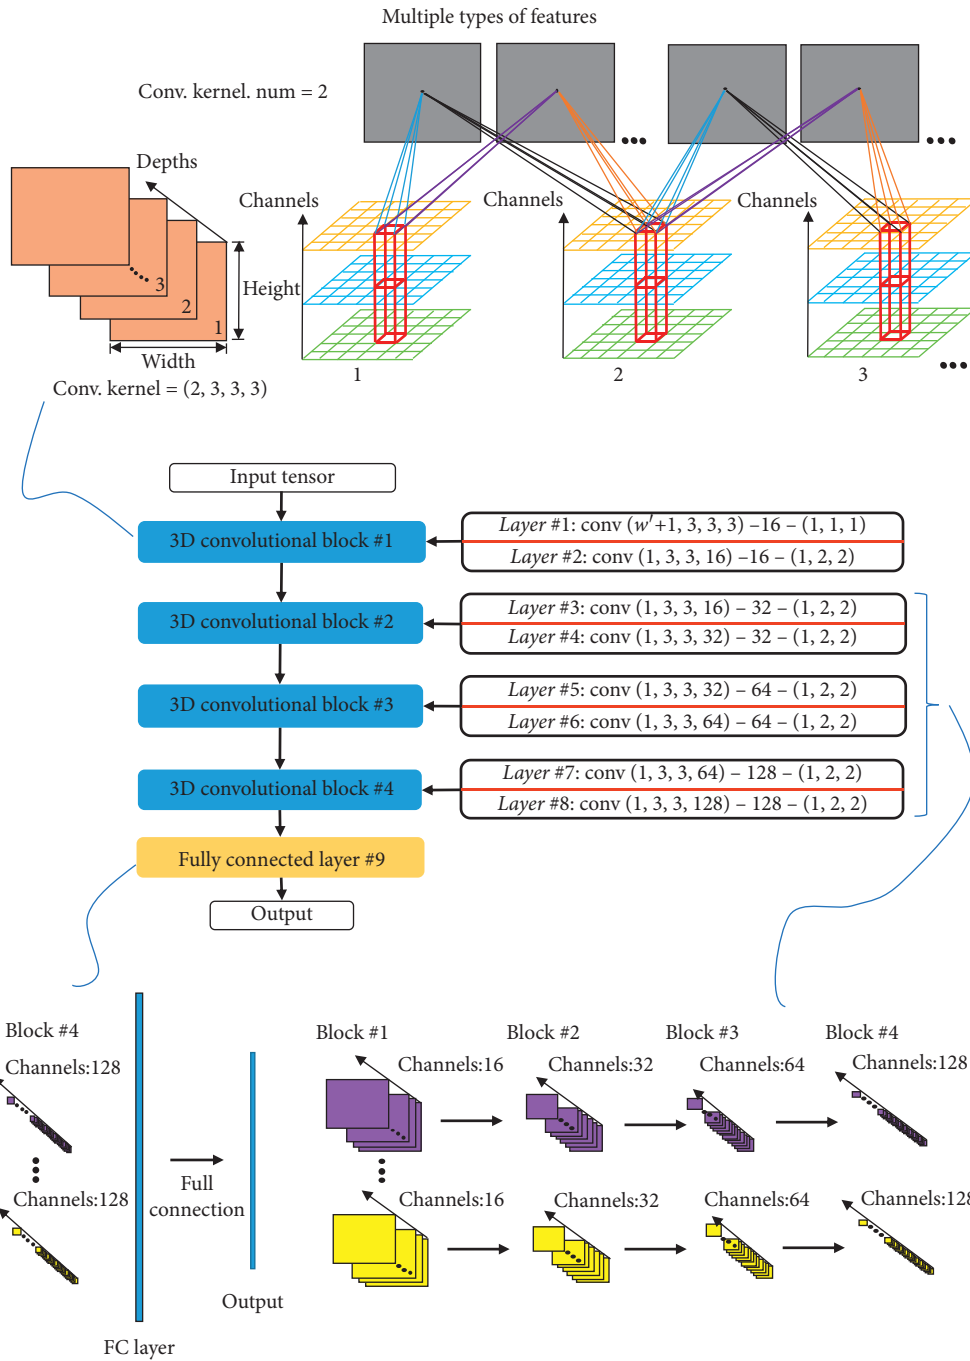 Multiple types of features
Conv. kernel. num = 2
Depths
Channels
Channels
Channels
3
2
1
Height
Width
1
2
3
Conv. kernel = (2, 3, 3, 3)
Input tensor
3D convolutional block #1
Layer #1: conv (w′+1, 3, 3, 3) –16 – (1, 1, 1)
Layer #2: conv (1, 3, 3, 16) –16 – (1, 2, 2)
3D convolutional block #2
Layer #3: conv (1, 3, 3, 16) – 32 – (1, 2, 2)
Layer #4: conv (1, 3, 3, 32) – 32 – (1, 2, 2)
3D convolutional block #3
Layer #5: conv (1, 3, 3, 32) – 64 – (1, 2, 2)
Layer #6: conv (1, 3, 3, 64) – 64 – (1, 2, 2)
3D convolutional block #4
Layer #7: conv (1, 3, 3, 64) – 128 – (1, 2, 2)
Layer #8: conv (1, 3, 3, 128) – 128 – (1, 2, 2)
Fully connected layer #9
Output
Block #4
Channels:128
Channels:128
FC layer
Full
connection
Output
Block #1
Block #2
Block #3
Block #4
Channels:16
Channels:32
Channels:64
Channels:128
Channels:16
Channels:32
Channels:64
Channels:128